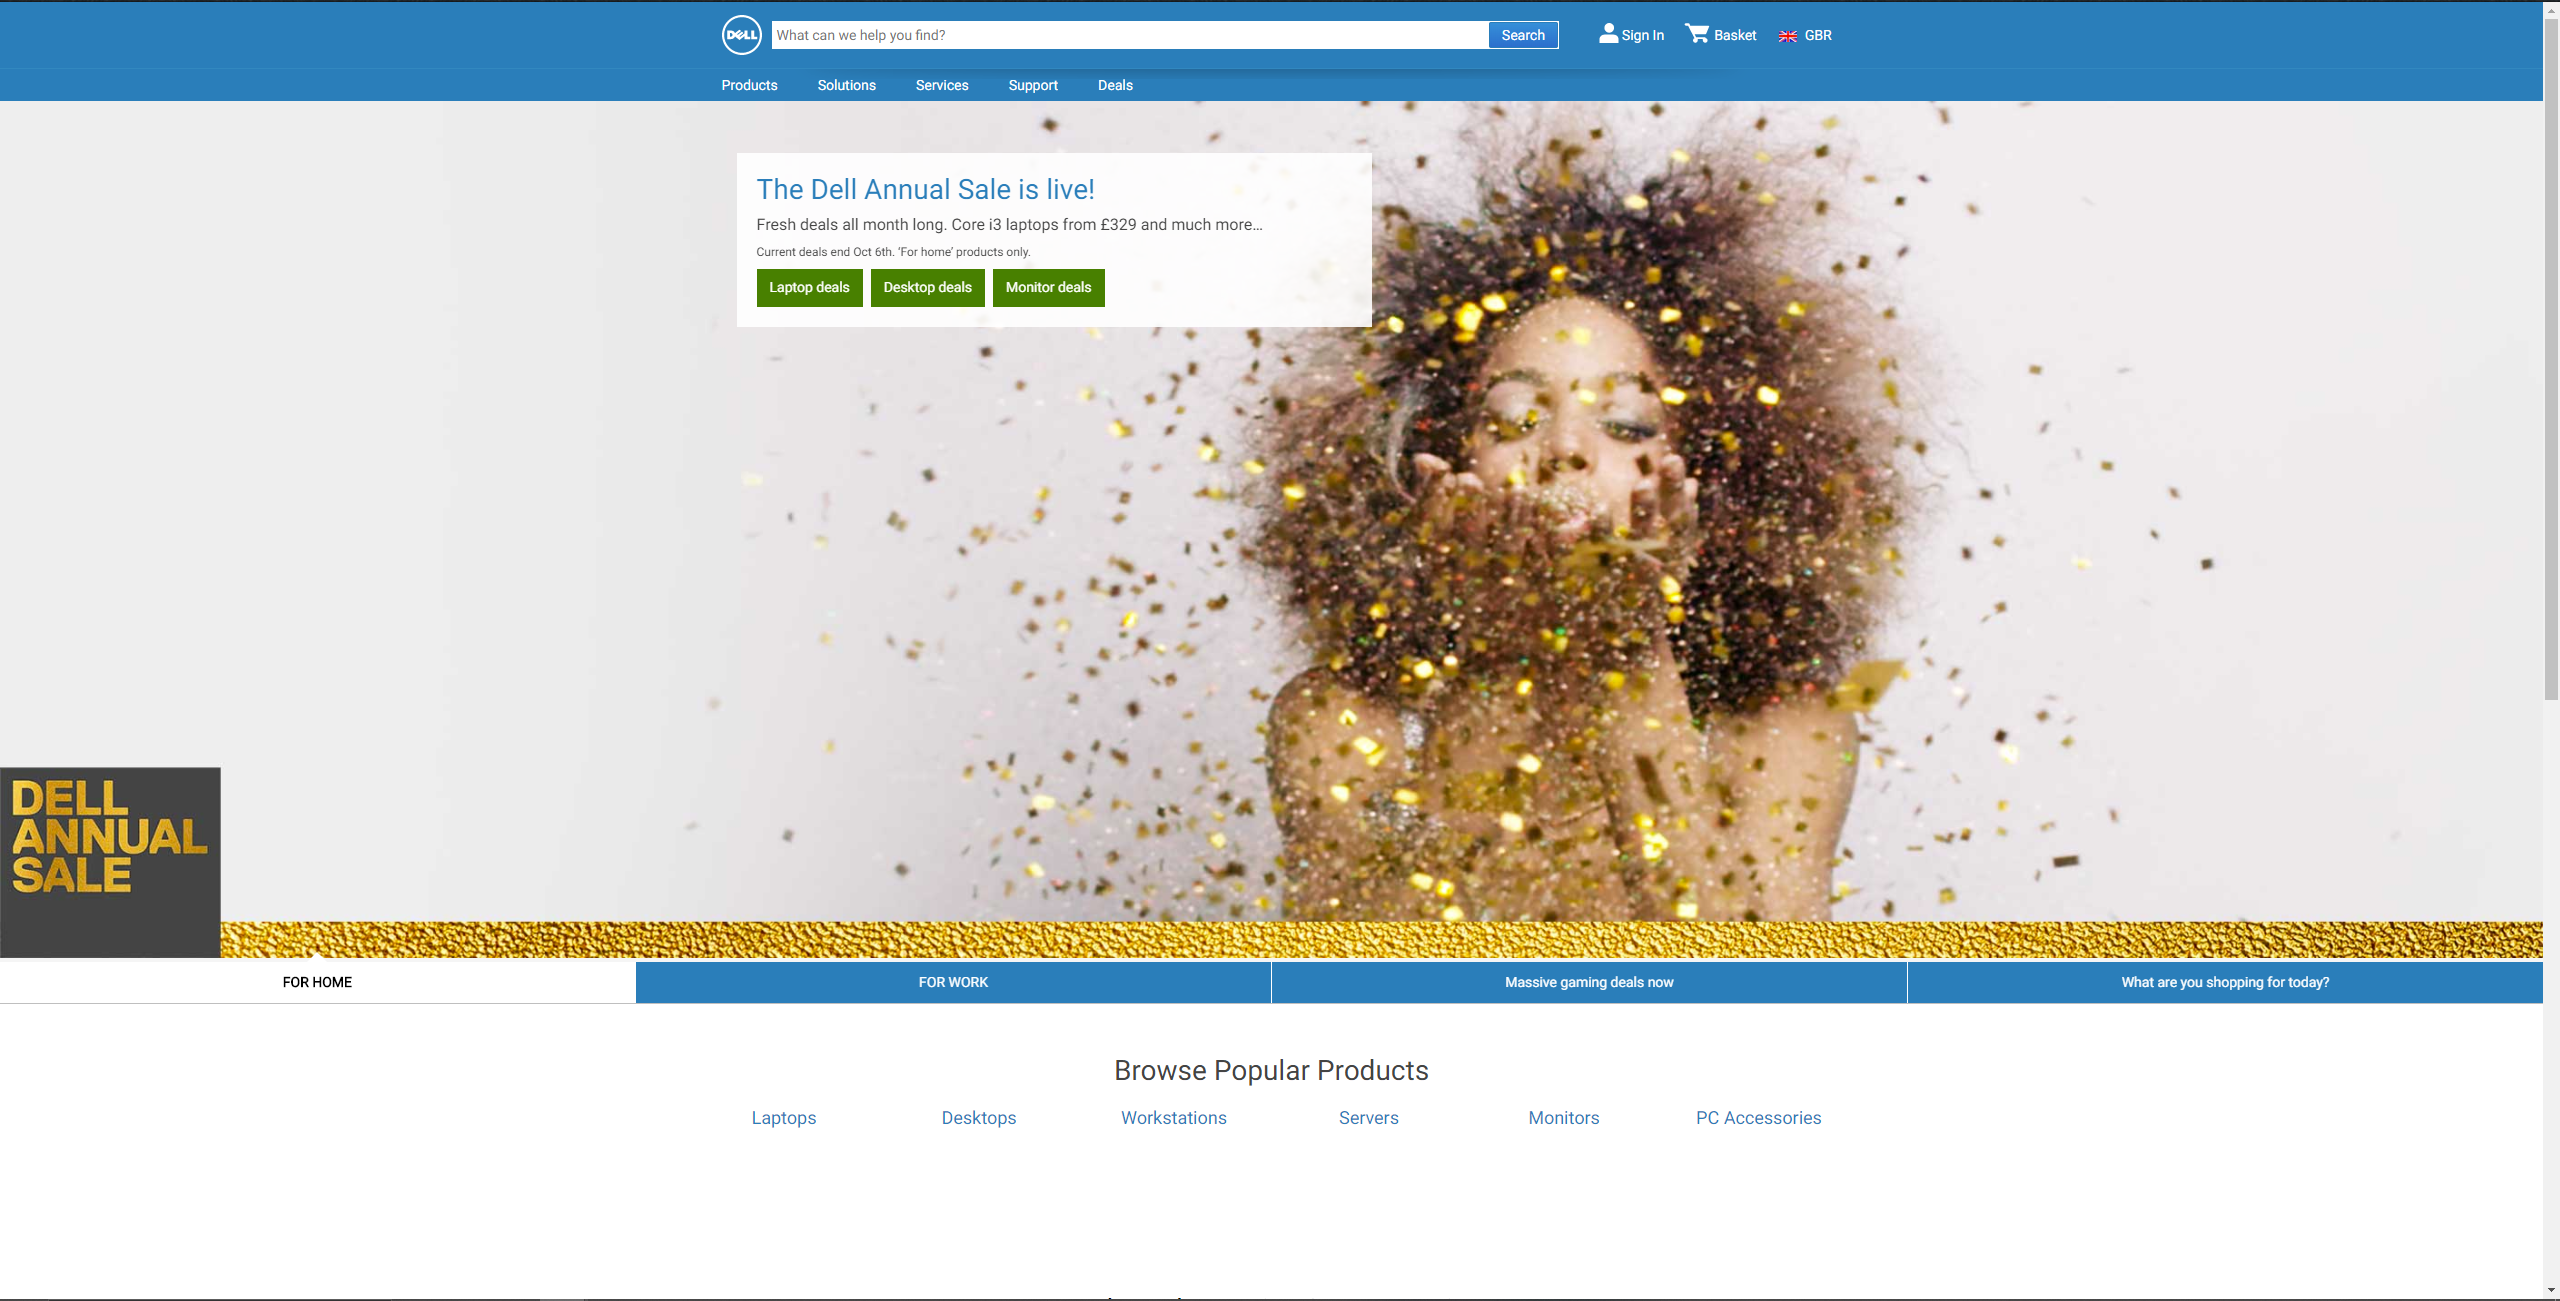 DELL
What can we help you find?
Search
Sign In
Basket
GBR
Products
Solutions
Services
Support
Deals
The Dell Annual Sale is live!
Fresh deals all month long. Core i3 laptops from £329 and much more...
Current deals end Oct 6th. 'For home' products only.
Laptop deals
Desktop deals
Monitor deals
DELL
ANNUAL
SALE
FOR HOME
FOR WORK
Massive gaming deals now
What are you shopping for today?
Browse Popular Products
Laptops
Desktops
Workstations
Servers
Monitors
PC Accessories